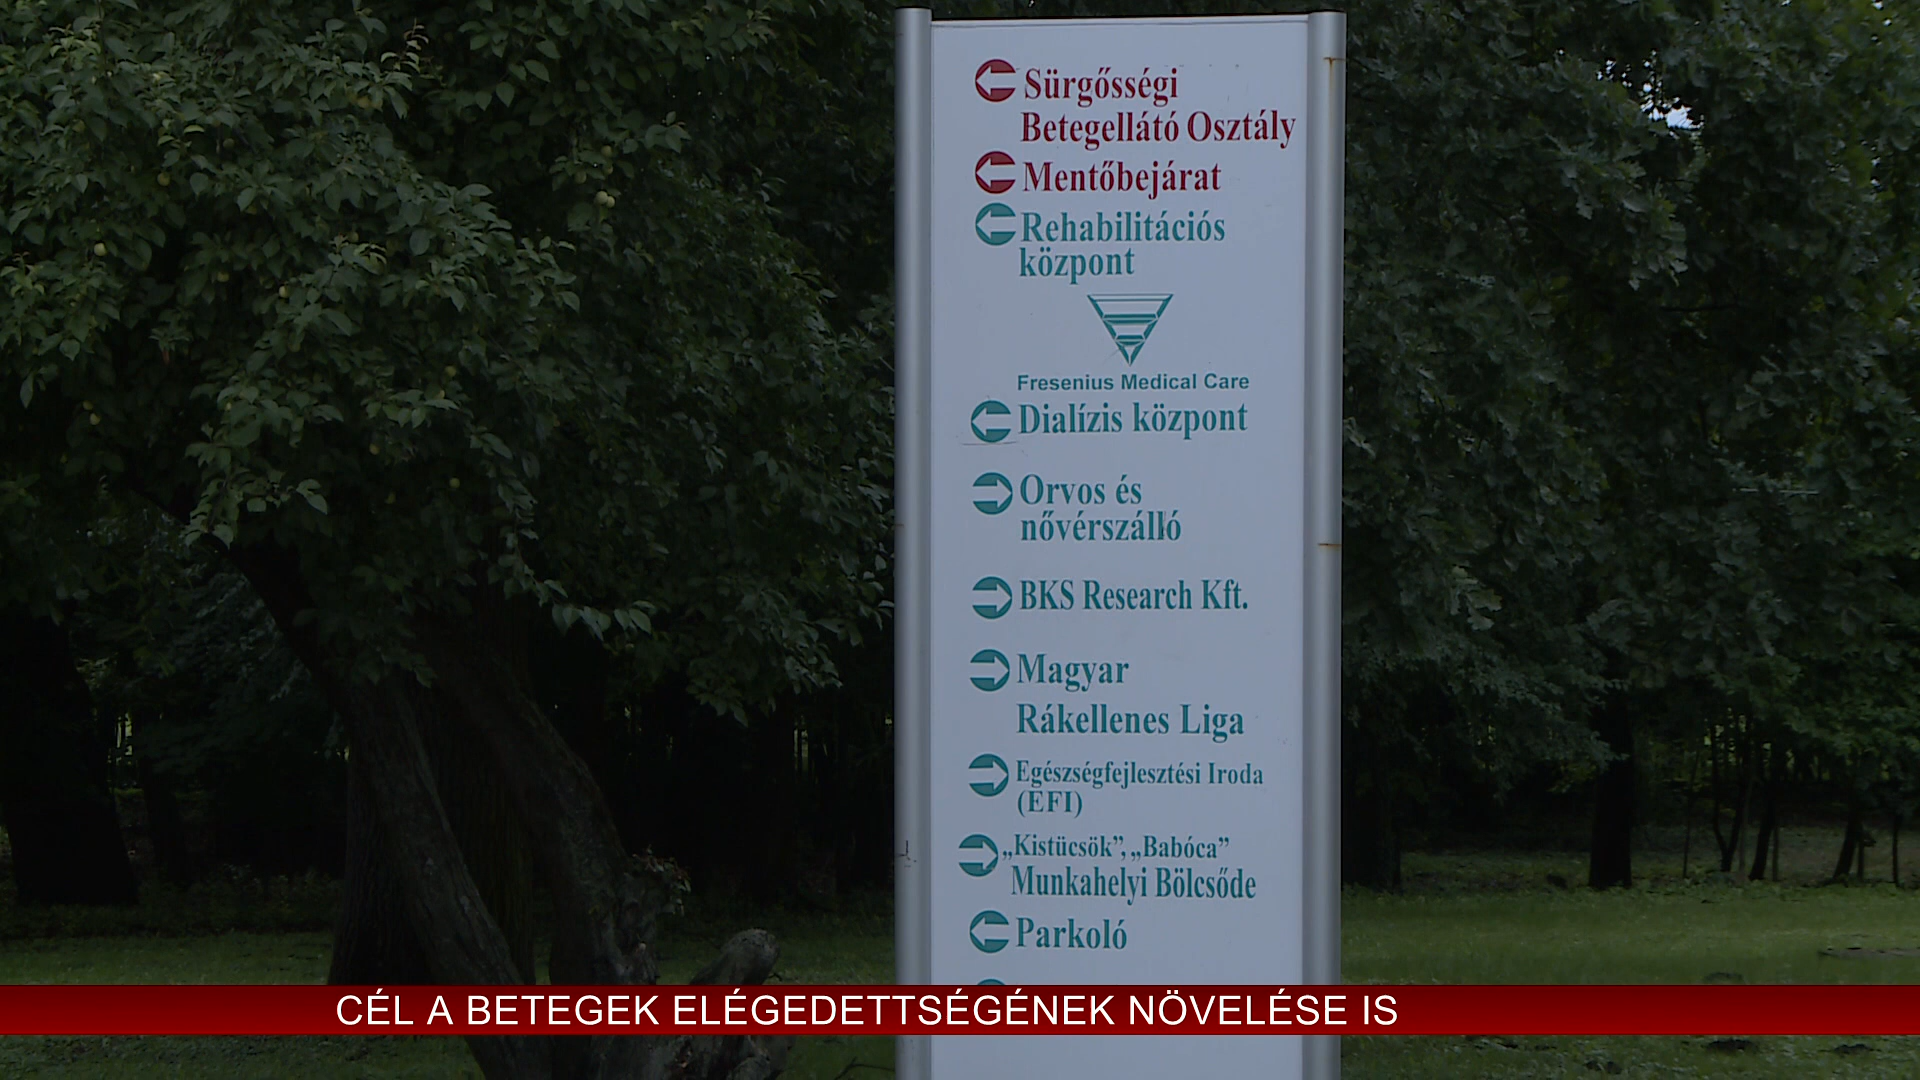 Sürgősségi
Betegellátó Osztály
Mentőbejárat
Rehabilitációs
központ
Fresenius Medical Care
Dialízis központ
Orvos és
nővérszálló
BKS Research Kft.
Magyar
Rákellenes Liga
Egészségfejlesztési Iroda
(EFI)
„Kistücsök”, „Babóca”
Munkahelyi Bölcsőde
Parkoló
CÉL A BETEGEK ELÉGEDETTSÉGÉNEK NÖVELÉSE IS